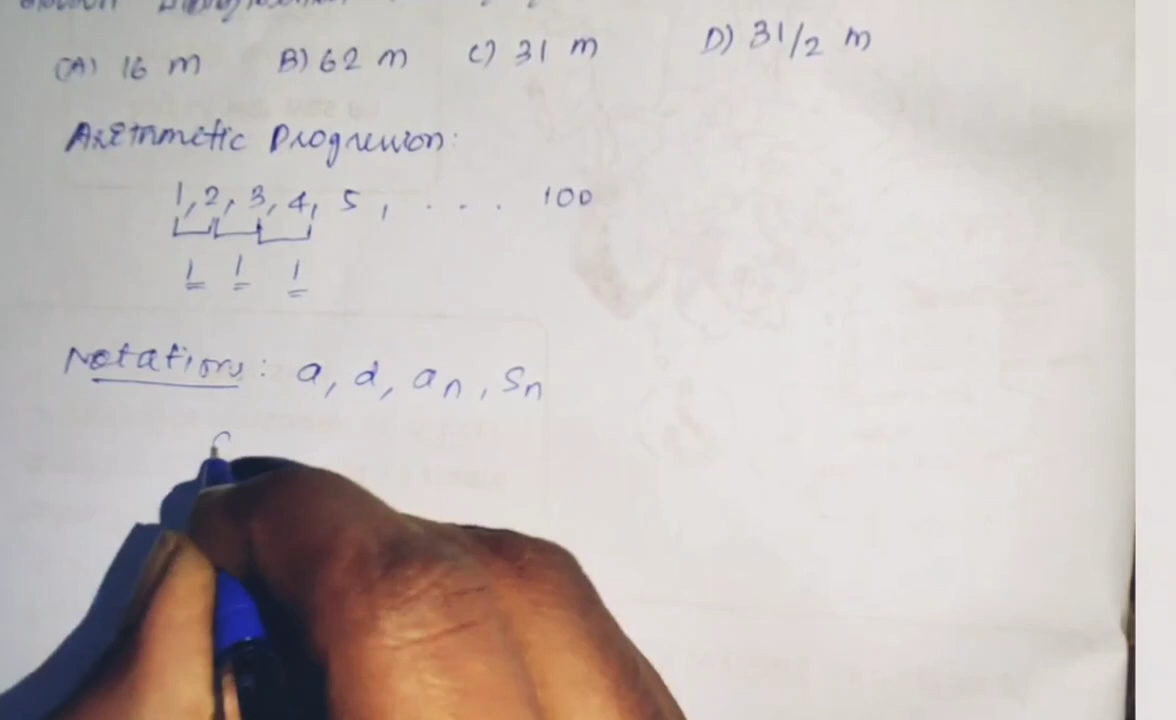 (A) 16 m B) 62 m C) 31 m D) 31/2 m
Arithmetic Progression:
1, 2, 3, 4, 5, . . . . 100
1 1 1
Notations: a, d, an, Sn